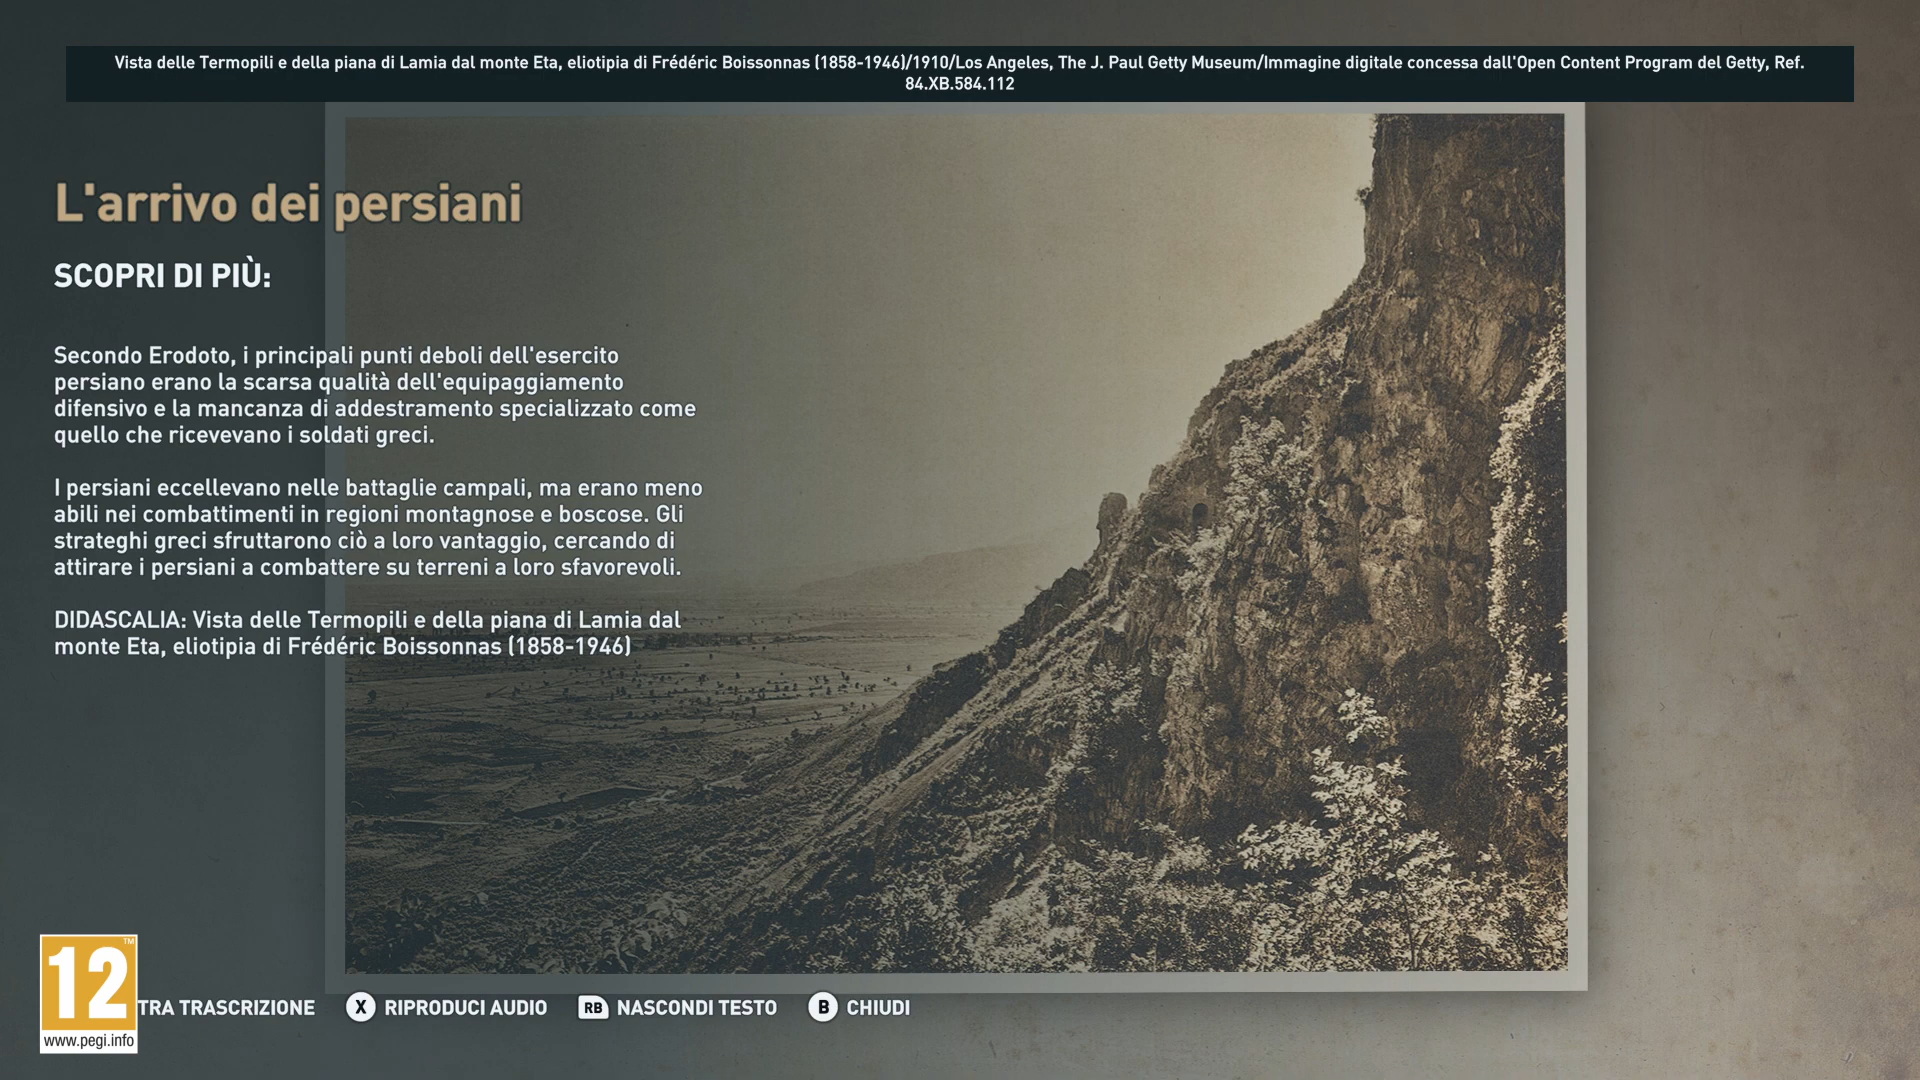 Vista delle Termopili e della piana di Lamia dal monte Eta, eliotipia di Frédéric Boissonnas (1858-1946)/1910/Los Angeles, The J. Paul Getty Museum/Immagine digitale concessa dall'Open Content Program del Getty, Ref.
84.XB.584.112
L'arrivo dei persiani
SCOPRI DI PIÙ:
Secondo Erodoto, i principali punti deboli dell'esercito
persiano erano la scarsa qualità dell'equipaggiamento
difensivo e la mancanza di addestramento specializzato come
quello che ricevevano i soldati greci.
I persiani eccellevano nelle battaglie campali, ma erano meno
abili nei combattimenti in regioni montagnose e boscose. Gli
strateghi greci sfruttarono ciò a loro vantaggio, cercando di
attirare i persiani a combattere su terreni a loro sfavorevoli.
DIDASCALIA: Vista delle Termopili e della piana di Lamia dal
monte Eta, eliotipia di Frédéric Boissonnas (1858-1946)
12 TM
www.pegi.info
TRA TRASCRIZIONE X RIPRODUCI AUDIO RB NASCONDI TESTO B CHIUDI